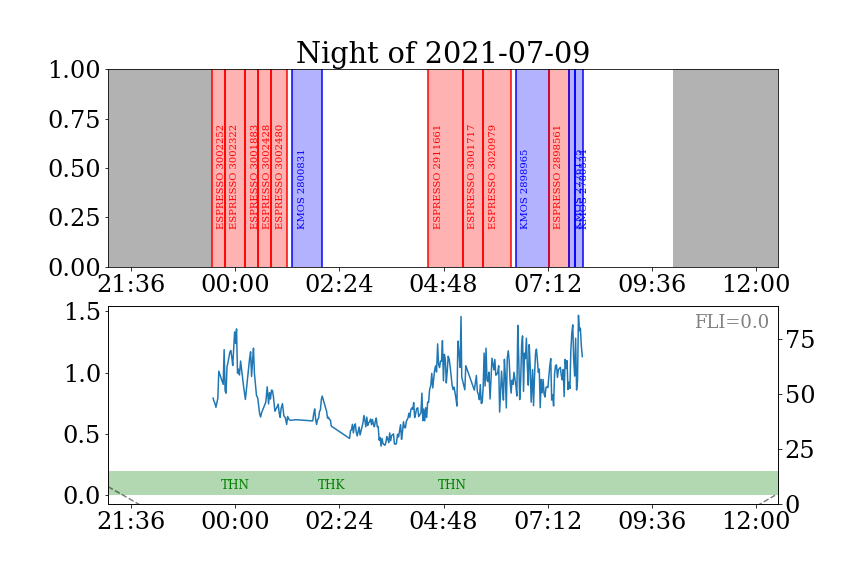 Night of 2021-07-09
1.00
0.75
0.50
0.25
0.00
ESPRESSO 3002252
ESPRESSO 3002322
ESPRESSO 3001883
ESPRESSO 3002428
ESPRESSO 3002480
KMOS 2800831
ESPRESSO 2911661
ESPRESSO 3001717
ESPRESSO 3020979
KMOS 2898965
ESPRESSO 2898561
KMOS
KMOS
21:36 00:00 02:24 04:48 07:12 09:36 12:00
1.5
1.0
0.5
0.0
FLI=0.0
75
50
25
0
THN THK THN
21:36 00:00 02:24 04:48 07:12 09:36 12:00